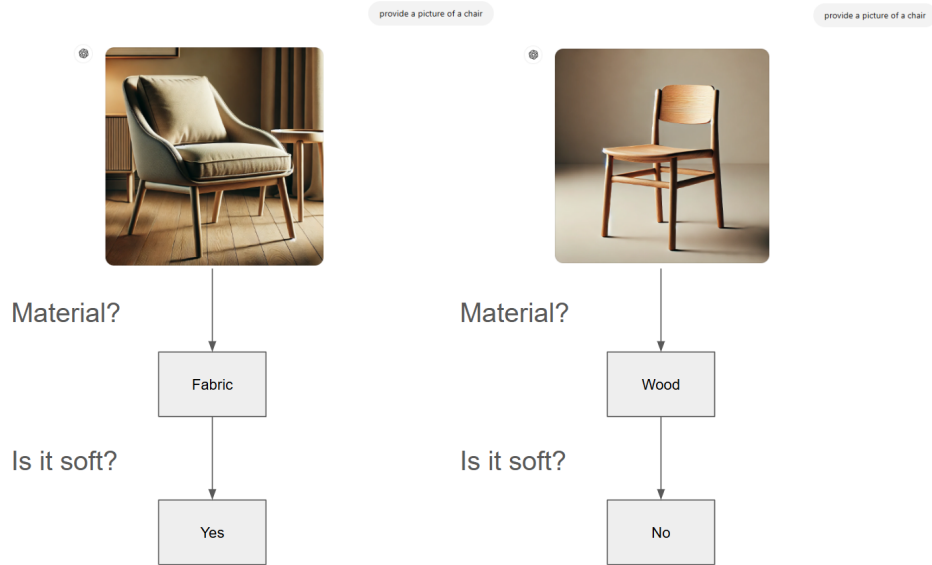 provide a picture of a chair
Material?
Fabric
Is it soft?
Yes
provide a picture of a chair
Material?
Wood
Is it soft?
No